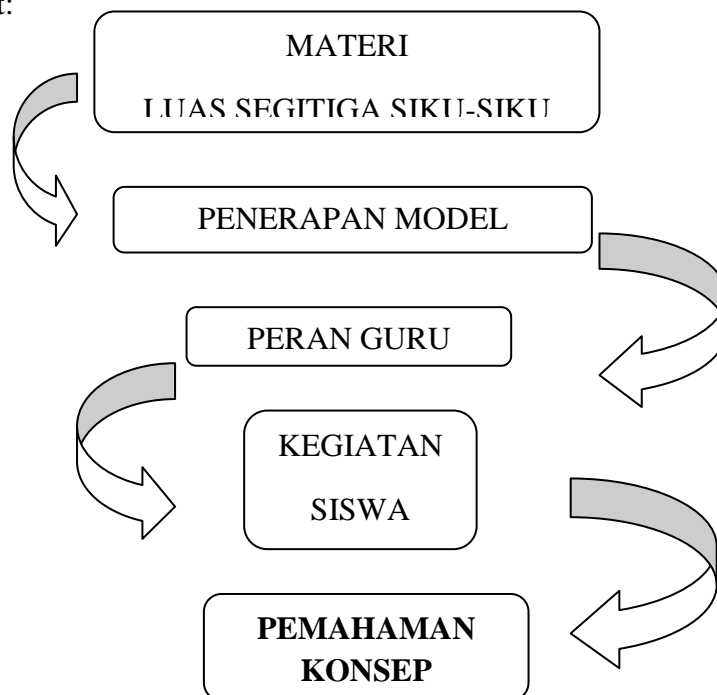 MATERI
LUAS SEGITIGA SIKU-SIKU
PENERAPAN MODEL
PERAN GURU
KEGIATAN
SISWA
PEMAHAMAN
KONSEP